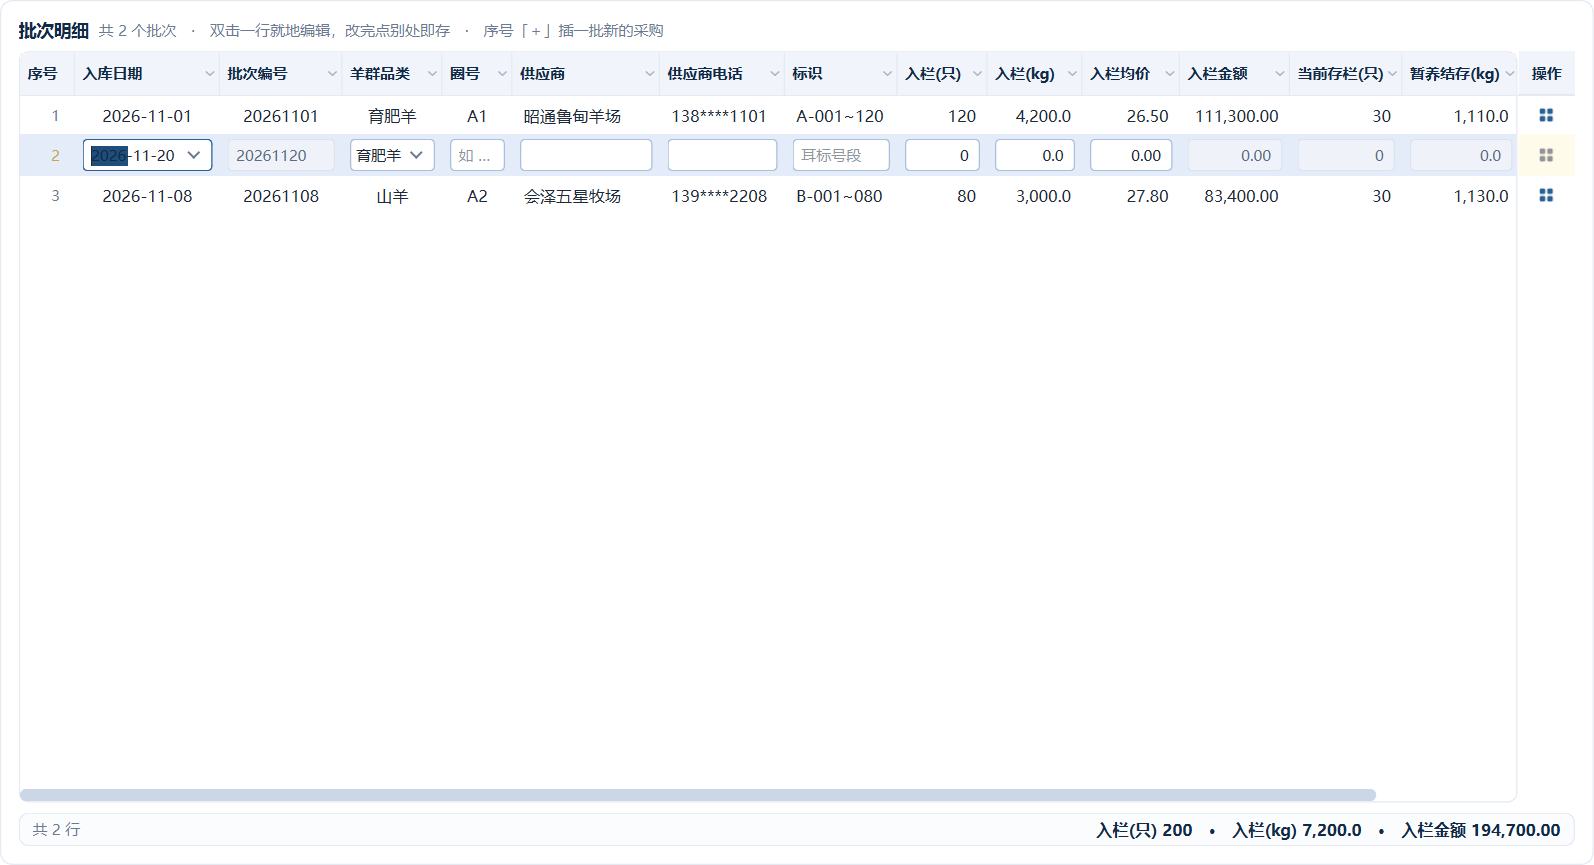 批次明细 共 2 个批次 · 双击一行就地编辑，改完点别处即存 · 序号「+」插一批新的采购
序号 入库日期 批次编号 羊群品类 圈号 供应商 供应商电话 标识 入栏(只) 入栏(kg) 入栏均价 入栏金额 当前存栏(只) 暂养结存(kg) 操作
1 2026-11-01 20261101 育肥羊 A1 昭通鲁甸羊场 138****1101 A-001~120 120 4,200.0 26.50 111,300.00 30 1,110.0
2 2026-11-20 20261120 育肥羊 如 ... 耳标号段 0 0.0 0.00 0.00 0 0.0
3 2026-11-08 20261108 山羊 A2 会泽五星牧场 139****2208 B-001~080 80 3,000.0 27.80 83,400.00 30 1,130.0
共 2 行 入栏(只) 200 • 入栏(kg) 7,200.0 • 入栏金额 194,700.00